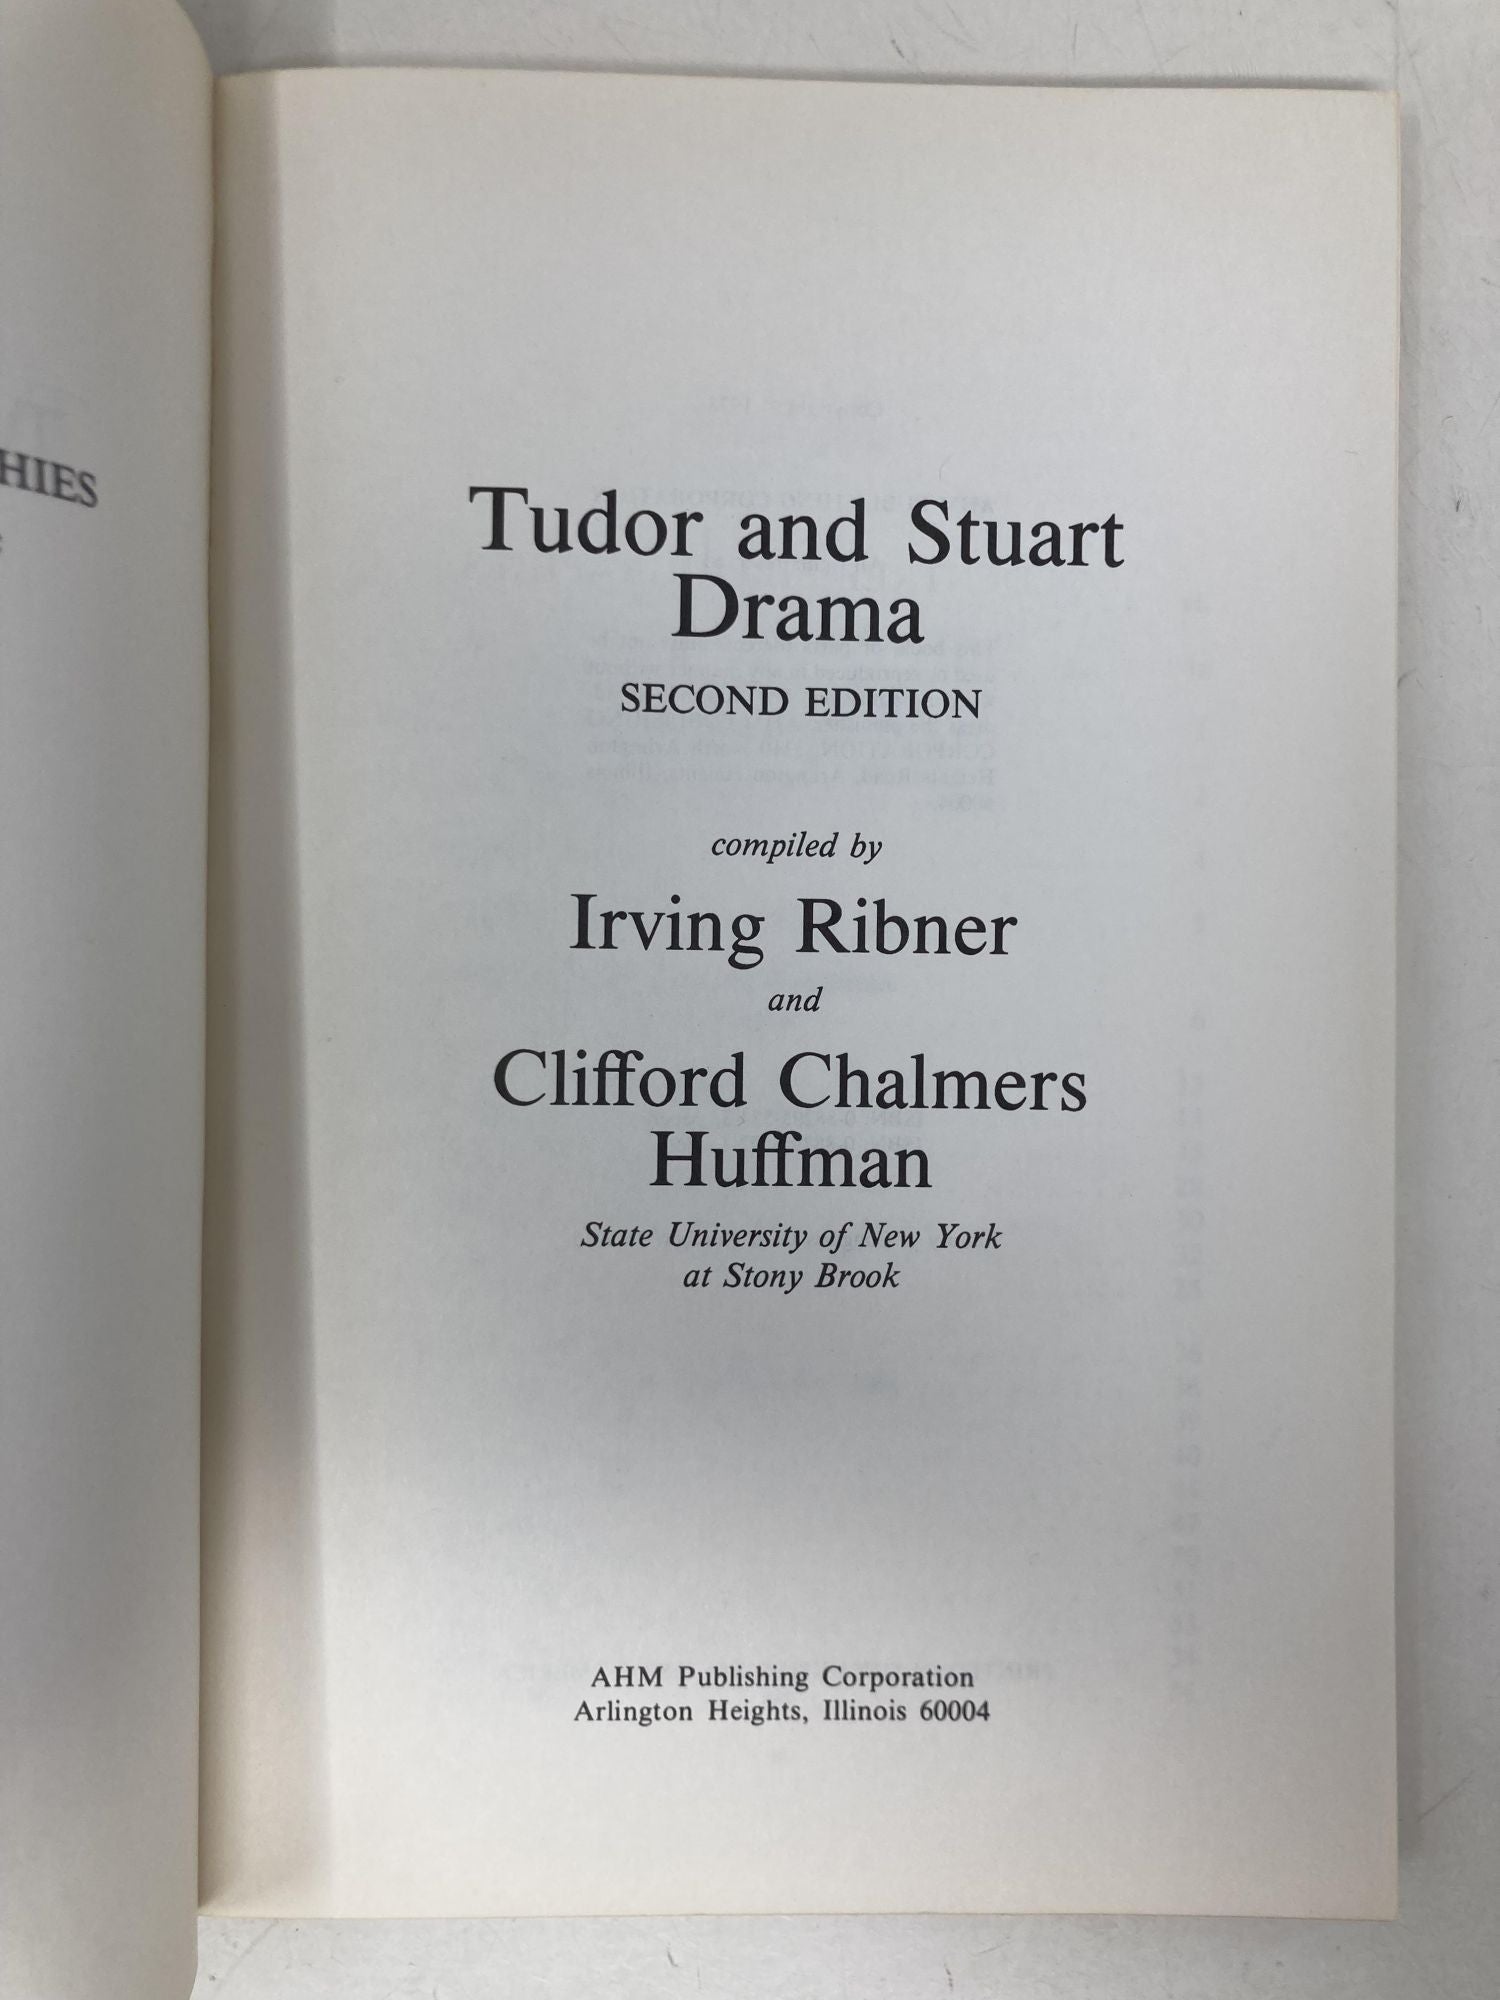 HIES
Tudor and Stuart
Drama
SECOND EDITION
compiled by
Irving Ribner
and
Clifford Chalmers
Huffman
State University of New York
at Stony Brook
AHM Publishing Corporation
Arlington Heights, Illinois 60004